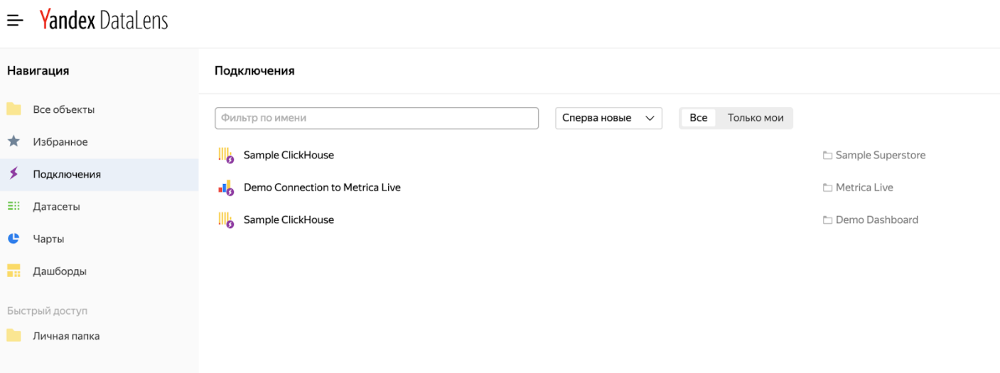 Yandex DataLens
Навигация
Все объекты
Избранное
Подключения
Датасеты
Чарты
Дашборды
Быстрый доступ
Личная папка
Подключения
Фильтр по имени
Сперва новые
Все Только мои
Sample ClickHouse Sample Superstore
Demo Connection to Metrica Live Metrica Live
Sample ClickHouse Demo Dashboard